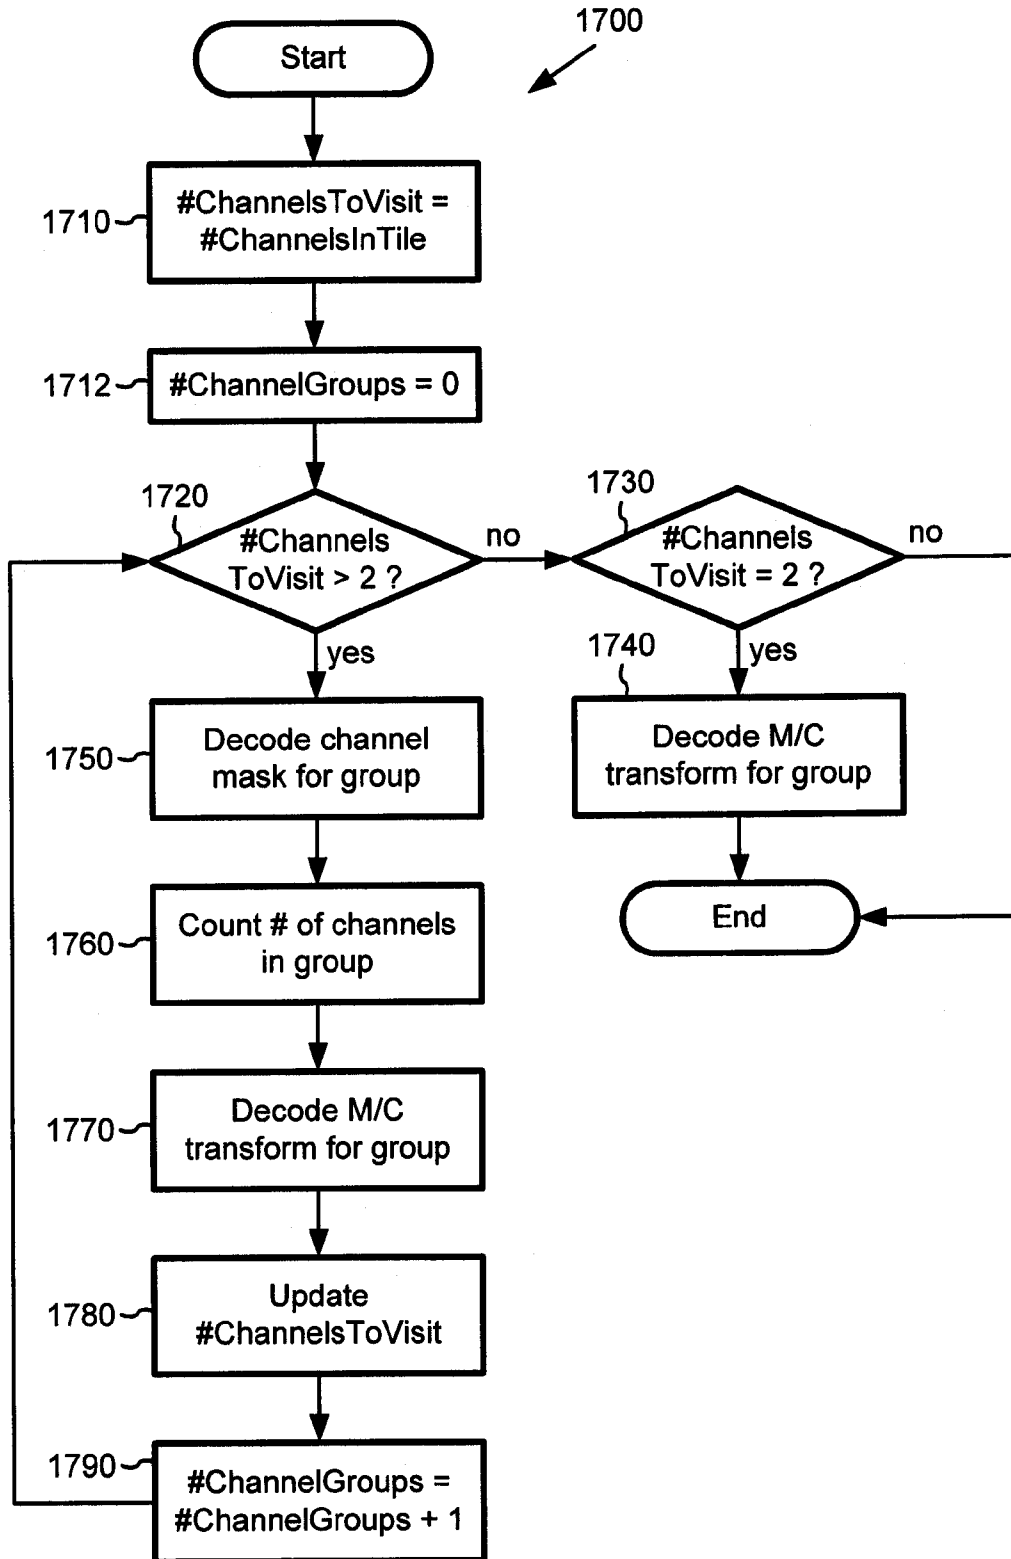 1700
Start
1710
#ChannelsToVisit =
#ChannelsInTile
1712
#ChannelGroups = 0
1720
#Channels
ToVisit > 2 ?
no
yes
1730
#Channels
ToVisit = 2 ?
no
yes
1740
Decode M/C
transform for group
End
1750
Decode channel
mask for group
1760
Count # of channels
in group
1770
Decode M/C
transform for group
1780
Update
#ChannelsToVisit
1790
#ChannelGroups =
#ChannelGroups + 1